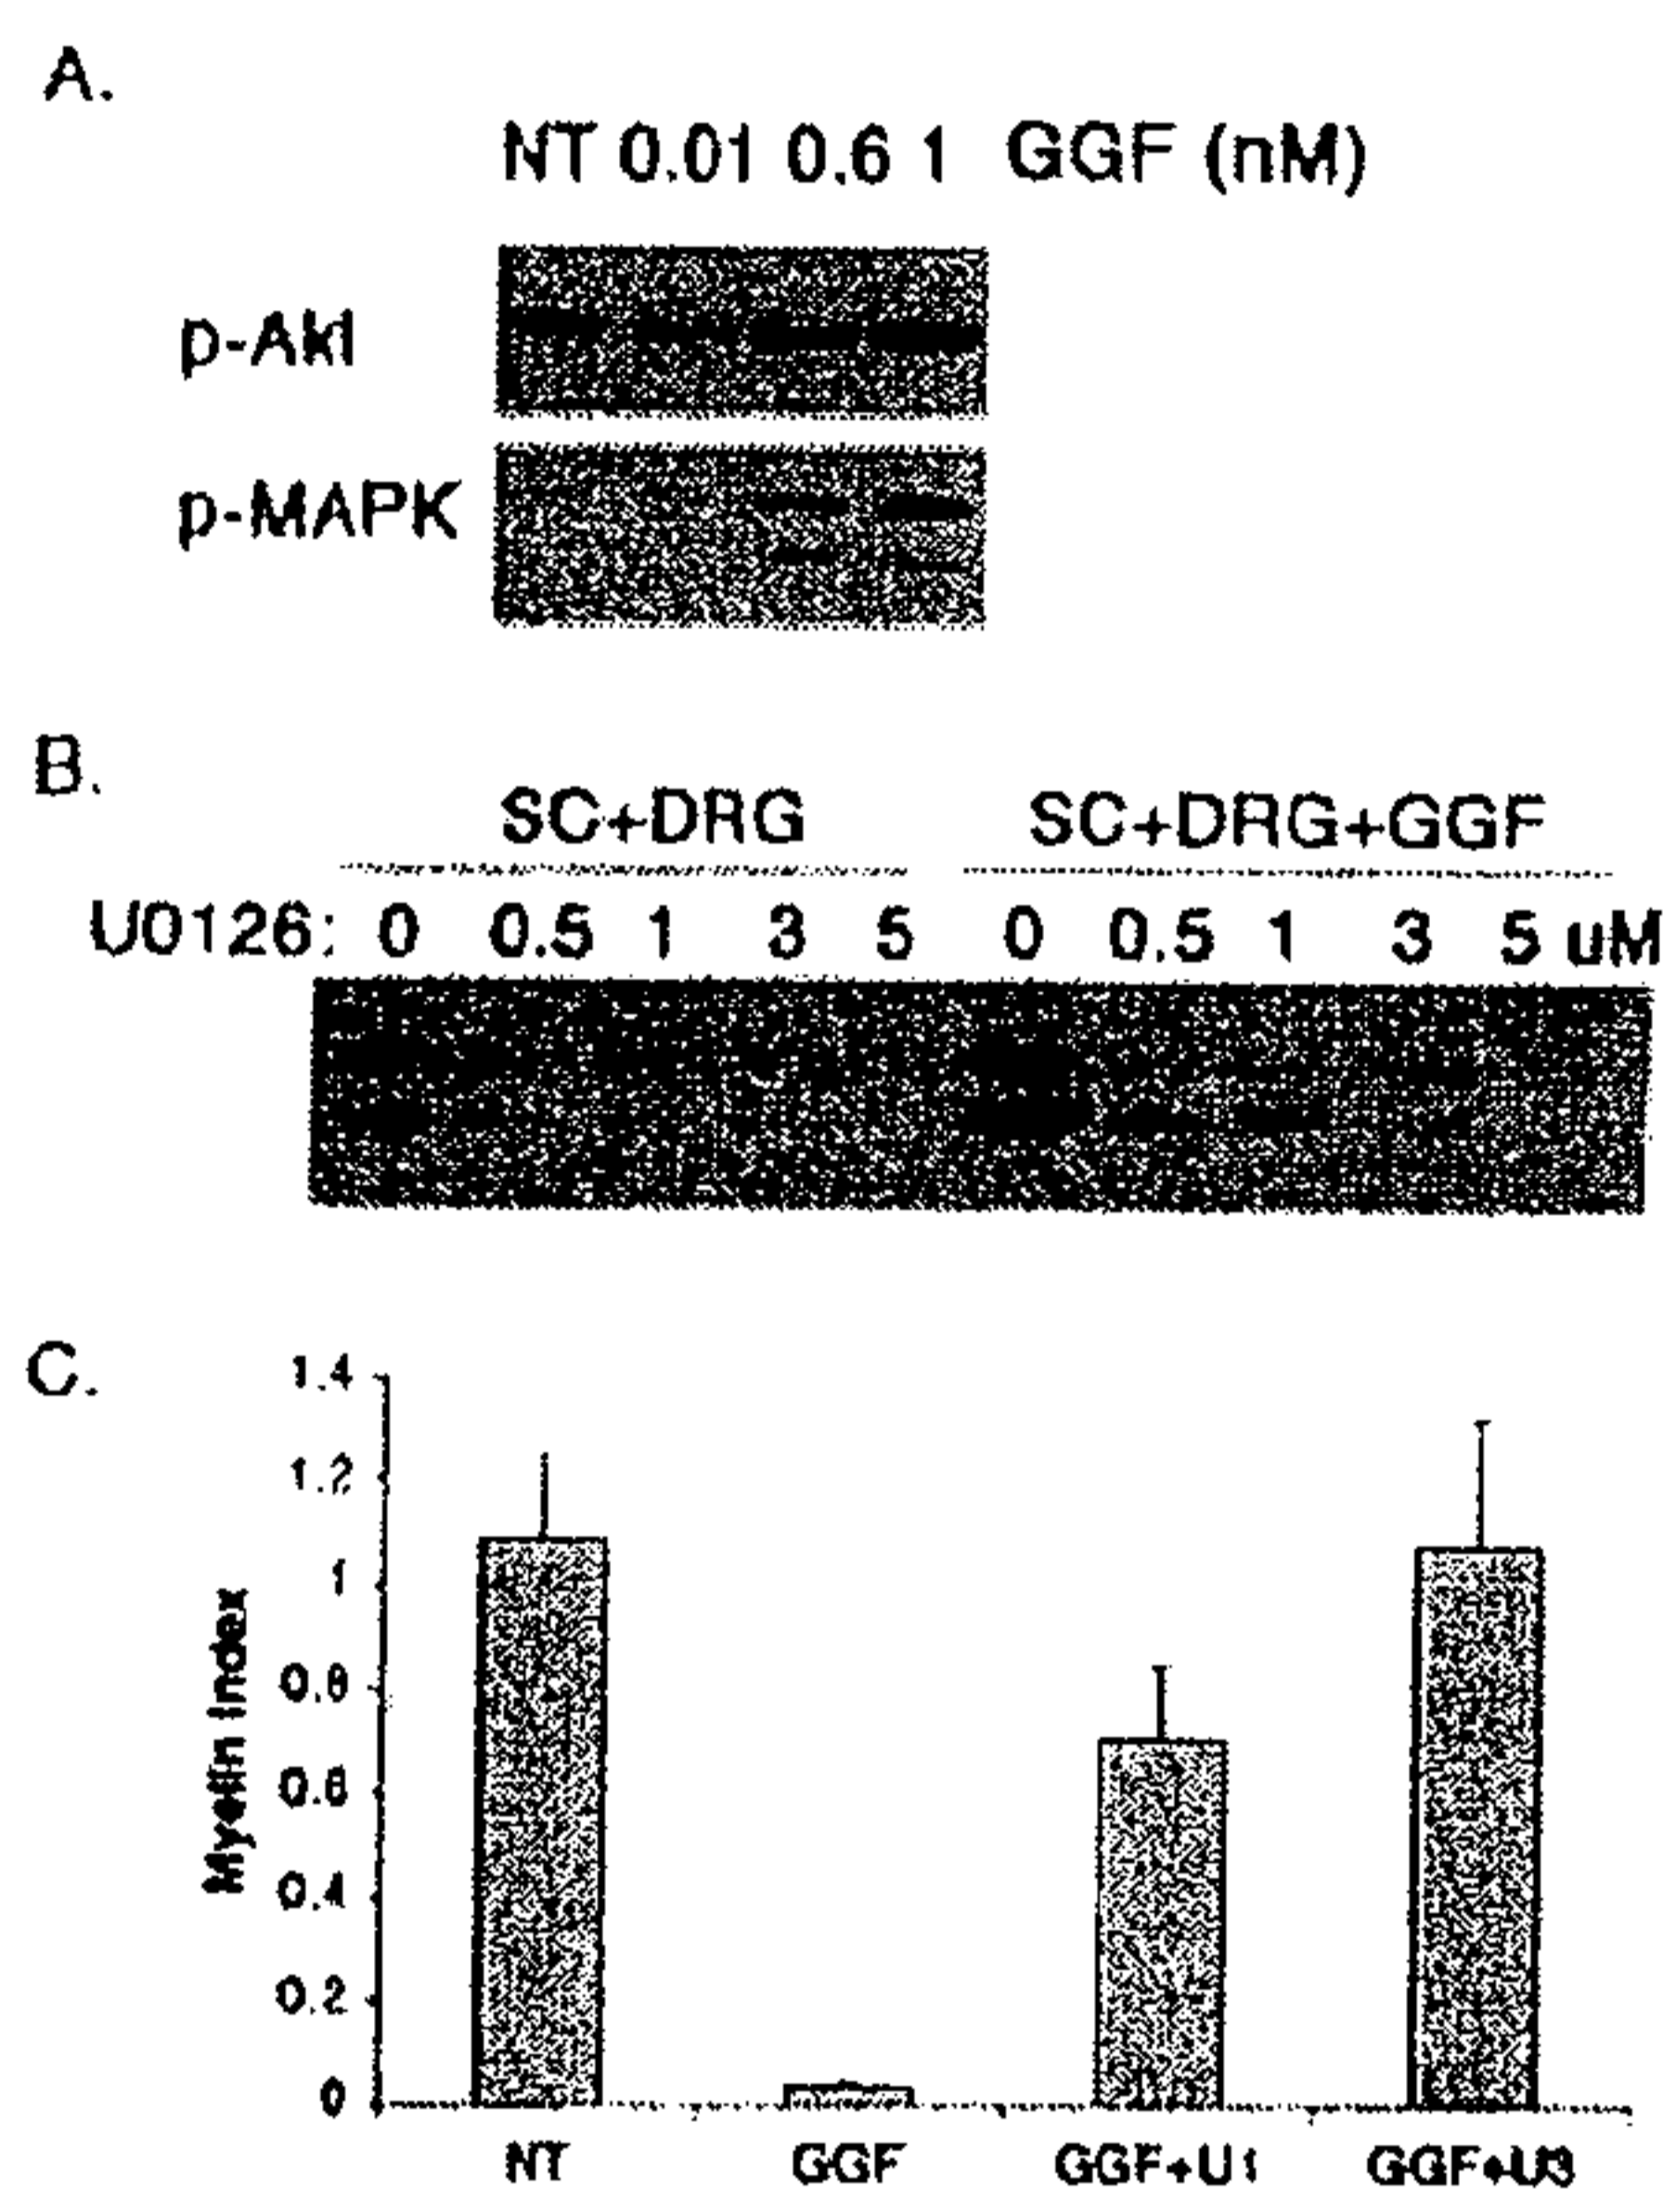 A.
NT 0.01 0.6 1 GGF (nM)
p-Akt
p-MAPK
B.
SC+DRG SC+DRG+GGF
U0126: 0 0.5 1 3 5 0 0.5 1 3 5 uM
C.
1.4
1.2
1
0.8
0.6
0.4
0.2
0
Myelin Index
NT GGF GGF+U1 GGF+U3